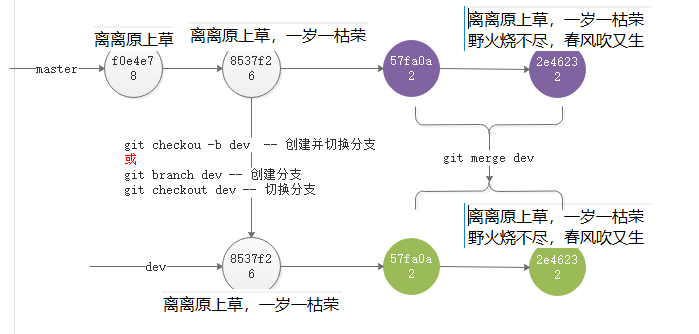 离离原上草
离离原上草，一岁一枯荣
离离原上草，一岁一枯荣
野火烧不尽，春风吹又生
master
f0e4e7
8
8537f2
6
57fa0a
2
2e4623
2
git checkou -b dev -- 创建并切换分支
或
git branch dev -- 创建分支
git checkout dev -- 切换分支
git merge dev
离离原上草，一岁一枯荣
野火烧不尽，春风吹又生
dev
8537f2
6
57fa0a
2
2e4623
2
离离原上草，一岁一枯荣